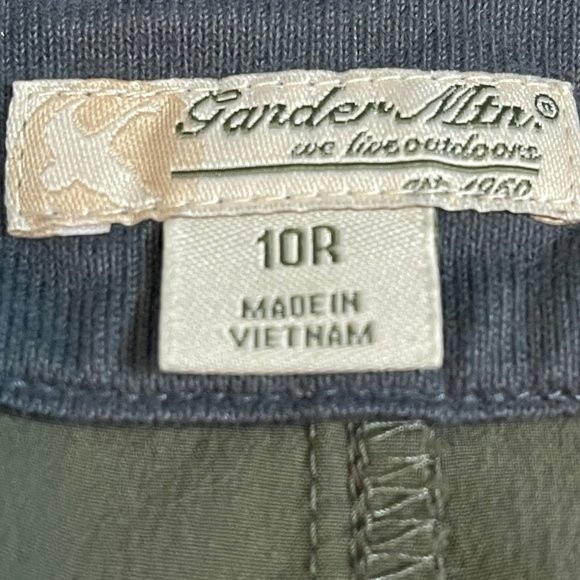 Gander Mtn.®
we live outdoors
est. 1960
10R
MADE IN
VIETNAM